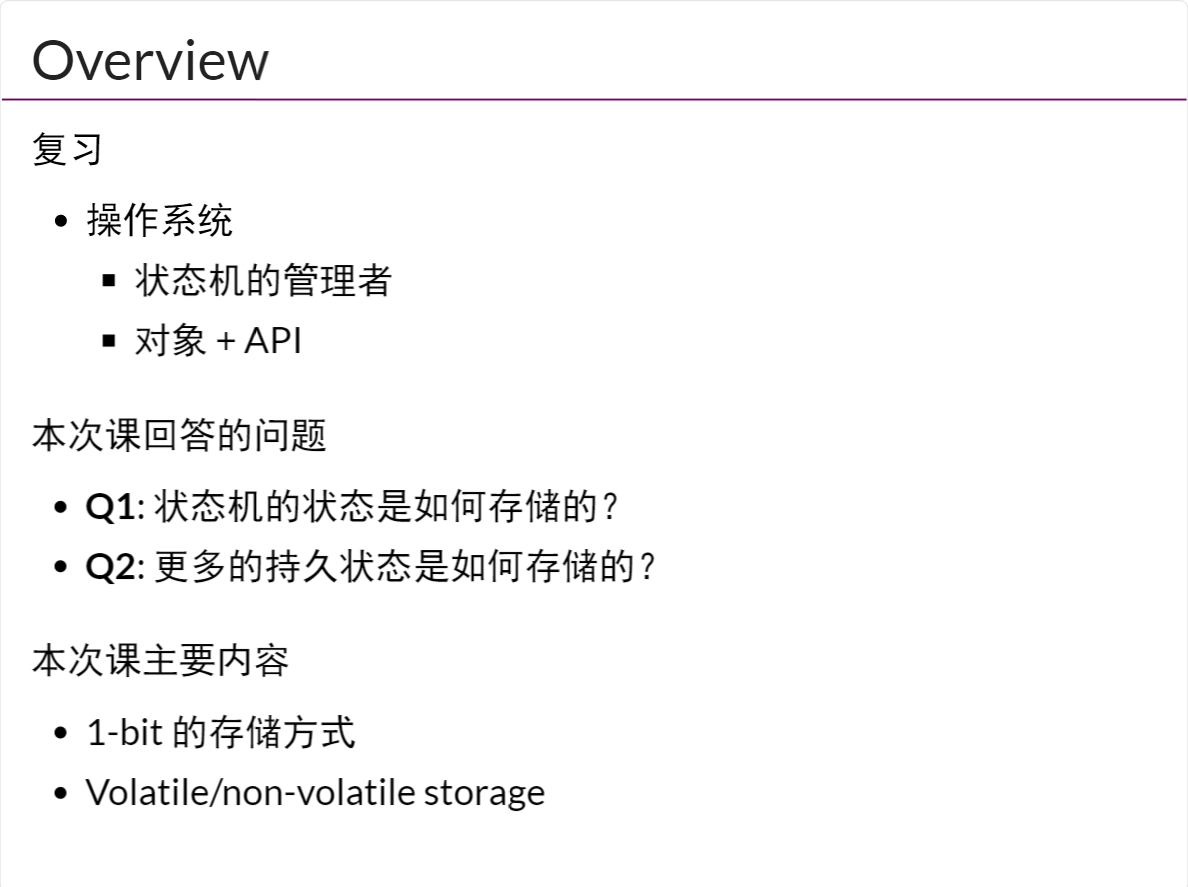 Overview
复习
操作系统
状态机的管理者
对象 + API
本次课回答的问题
Q1: 状态机的状态是如何存储的?
Q2: 更多的持久状态是如何存储的?
本次课主要内容
1-bit 的存储方式
Volatile/non-volatile storage